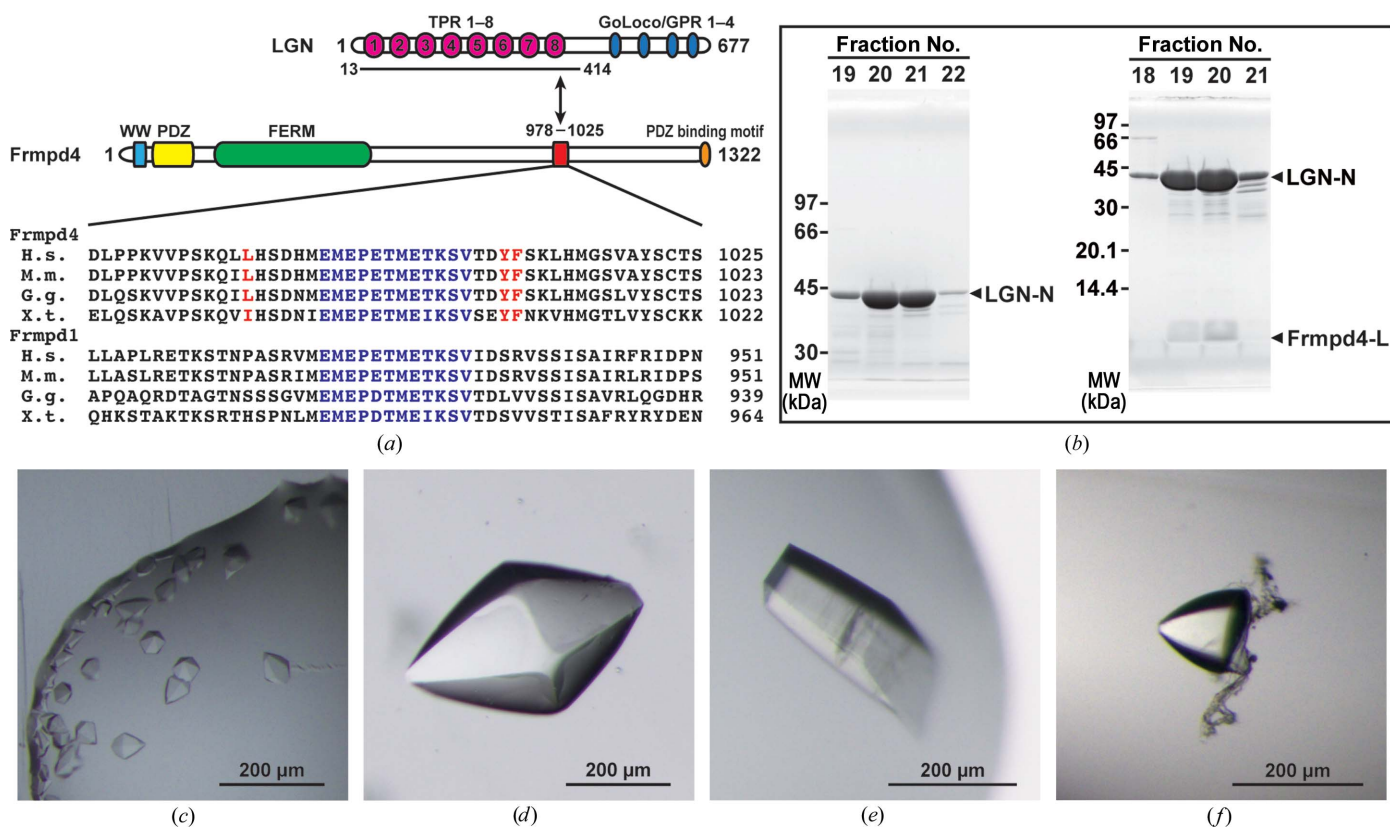 TPR 1–8 GoLoco/GPR 1–4
LGN 1 1 2 3 4 5 6 7 8 677
13 414
WW PDZ FERM 978–1025 PDZ binding motif
Frmpd4 1 1322
Frmpd4
H.s. DLPPKVVPSKQLLHSDHMEMEPETMETKSVTDYFSKLHMGSVAYSCTS 1025
M.m. DLPPKVVPSKQILHSDHMEMEPETMETKSVTDYFSKLHMGSVAYSCTS 1023
G.g. DLQSKVVPSKQILHSDNMEMEPETMETKSVTDYFSKLHMGSLVYSCTS 1023
X.t. ELQSKAVPSKQVIHSDNIEMEPETMEIKSVSEYFNKVHMGTLVYSCKK 1022
Frmpd1
H.s. LLAPLRETKSTNPASRVMEMEPETMETKSVIDSRVSSISAIRFRIDPN 951
M.m. LLASLRETKSTNPASRIMEMEPETMETKSVIDSRVSSISAIRLRIDPS 951
G.g. APQAQRDTAGTNSSSGVMEMEPDTMETKSVTDLVVSSISAVRLQGDHR 939
X.t. QHKSTAKTKSRTHSPNLMEMEPDTMEIKSVTDSVVSTISAFRYRYDEN 964
(a)
Fraction No.
19 20 21 22
97
66
45
30
MW
(kDa)
LGN-N
Fraction No.
18 19 20 21
97
66
45
30
20.1
14.4
MW
(kDa)
LGN-N
Frmpd4-L
(b)
200 µm
(c)
200 µm
(d)
200 µm
(e)
200 µm
(f)